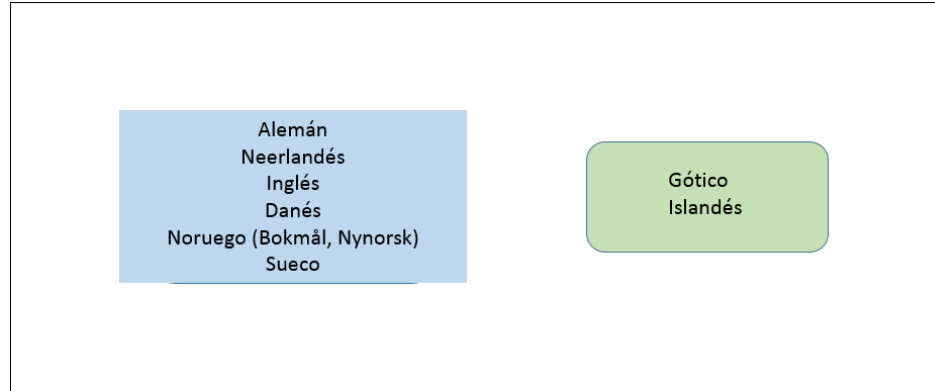 Alemán
Neerlandés
Inglés
Danés
Noruego (Bokmål, Nynorsk)
Sueco
Gótico
Islandés